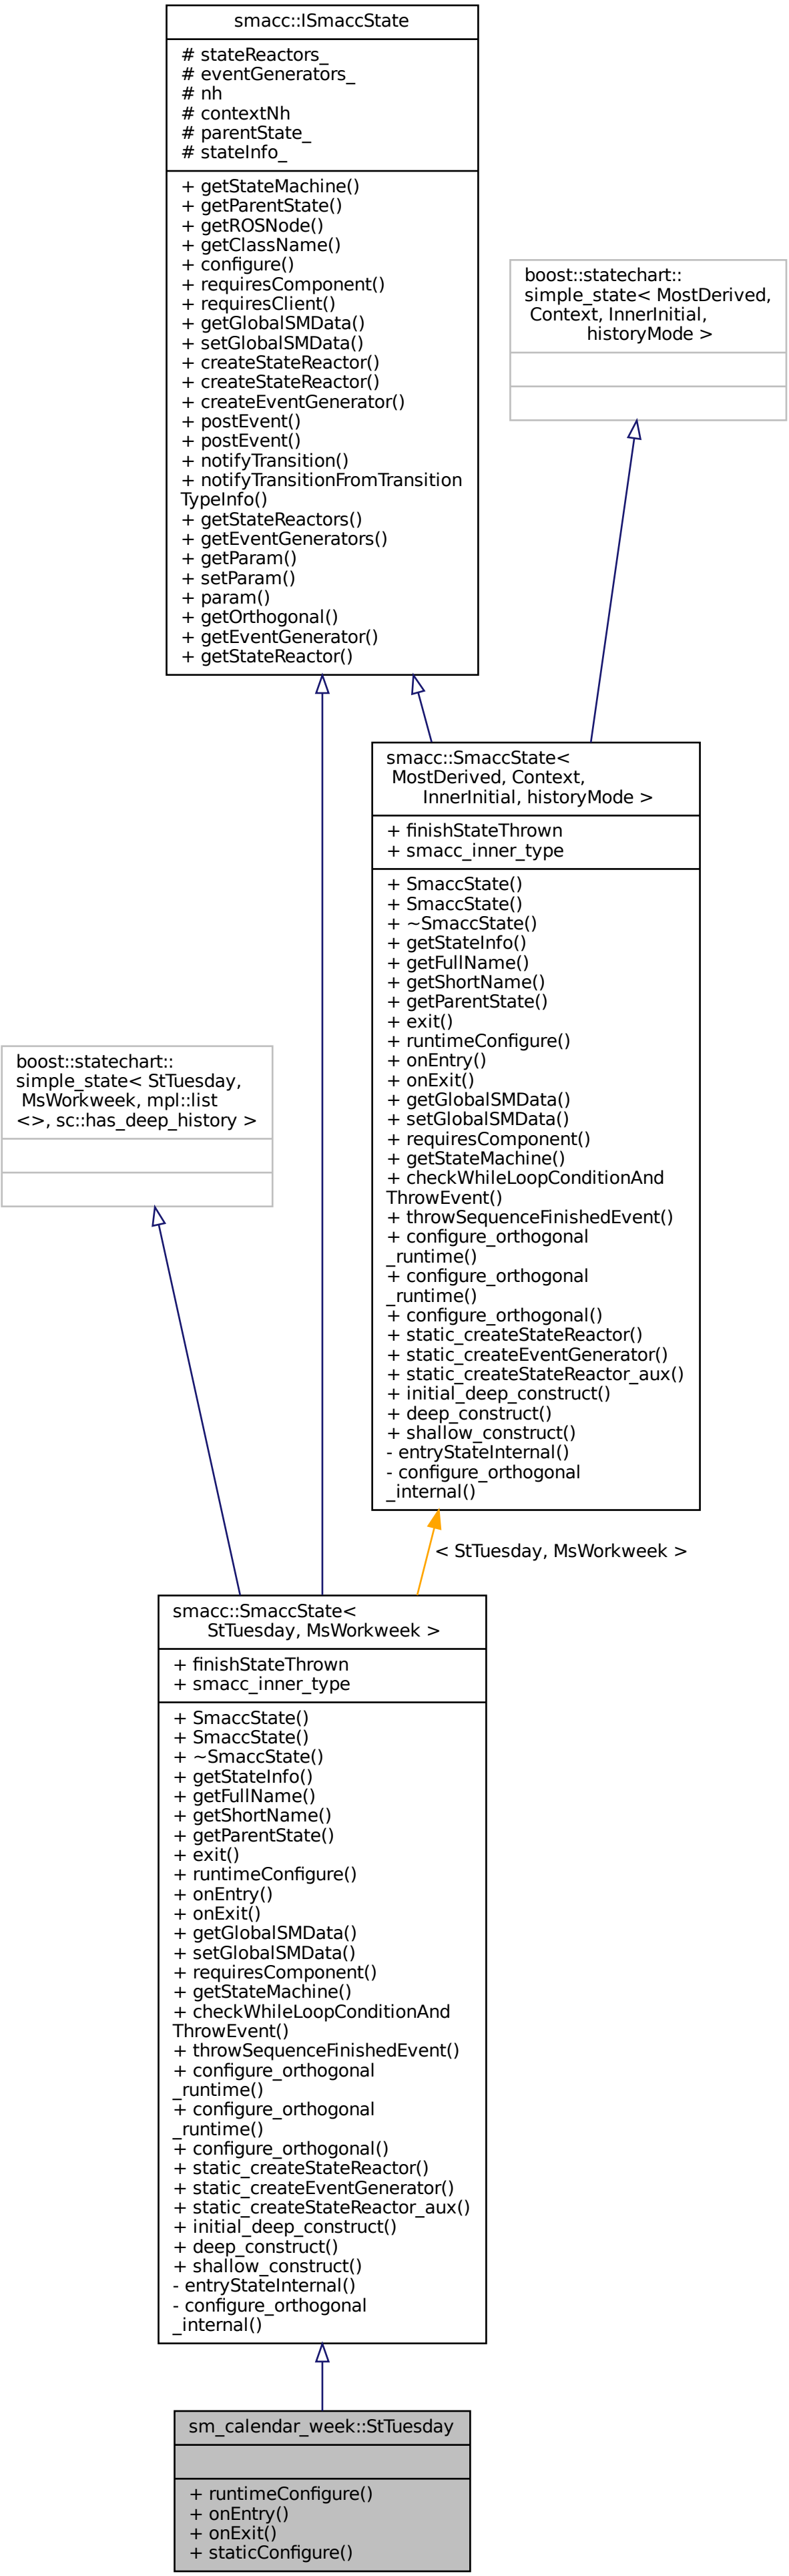 smacc::ISmaccState
# stateReactors_
# eventGenerators_
# nh
# contextNh
# parentState_
# stateInfo_
+ getStateMachine()
+ getParentState()
+ getROSNode()
+ getClassName()
+ configure()
+ requiresComponent()
+ requiresClient()
+ getGlobalSMData()
+ setGlobalSMData()
+ createStateReactor()
+ createStateReactor()
+ createEventGenerator()
+ postEvent()
+ postEvent()
+ notifyTransition()
+ notifyTransitionFromTransition
TypeInfo()
+ getStateReactors()
+ getEventGenerators()
+ getParam()
+ setParam()
+ param()
+ getOrthogonal()
+ getEventGenerator()
+ getStateReactor()
boost::statechart::
simple_state< MostDerived,
Context, InnerInitial,
historyMode >
smacc::SmaccState<
MostDerived, Context,
InnerInitial, historyMode >
+ finishStateThrown
+ smacc_inner_type
+ SmaccState()
+ SmaccState()
+ ~SmaccState()
+ getStateInfo()
+ getFullName()
+ getShortName()
+ getParentState()
+ exit()
+ runtimeConfigure()
+ onEntry()
+ onExit()
+ getGlobalSMData()
+ setGlobalSMData()
+ requiresComponent()
+ getStateMachine()
+ checkWhileLoopConditionAnd
ThrowEvent()
+ throwSequenceFinishedEvent()
+ configure_orthogonal
_runtime()
+ configure_orthogonal
_runtime()
+ configure_orthogonal()
+ static_createStateReactor()
+ static_createEventGenerator()
+ static_createStateReactor_aux()
+ initial_deep_construct()
+ deep_construct()
+ shallow_construct()
- entryStateInternal()
- configure_orthogonal
_internal()
boost::statechart::
simple_state< StTuesday,
MsWorkweek, mpl::list
<>, sc::has_deep_history >
< StTuesday, MsWorkweek >
smacc::SmaccState<
StTuesday, MsWorkweek >
+ finishStateThrown
+ smacc_inner_type
+ SmaccState()
+ SmaccState()
+ ~SmaccState()
+ getStateInfo()
+ getFullName()
+ getShortName()
+ getParentState()
+ exit()
+ runtimeConfigure()
+ onEntry()
+ onExit()
+ getGlobalSMData()
+ setGlobalSMData()
+ requiresComponent()
+ getStateMachine()
+ checkWhileLoopConditionAnd
ThrowEvent()
+ throwSequenceFinishedEvent()
+ configure_orthogonal
_runtime()
+ configure_orthogonal
_runtime()
+ configure_orthogonal()
+ static_createStateReactor()
+ static_createEventGenerator()
+ static_createStateReactor_aux()
+ initial_deep_construct()
+ deep_construct()
+ shallow_construct()
- entryStateInternal()
- configure_orthogonal
_internal()
sm_calendar_week::StTuesday
+ runtimeConfigure()
+ onEntry()
+ onExit()
+ staticConfigure()